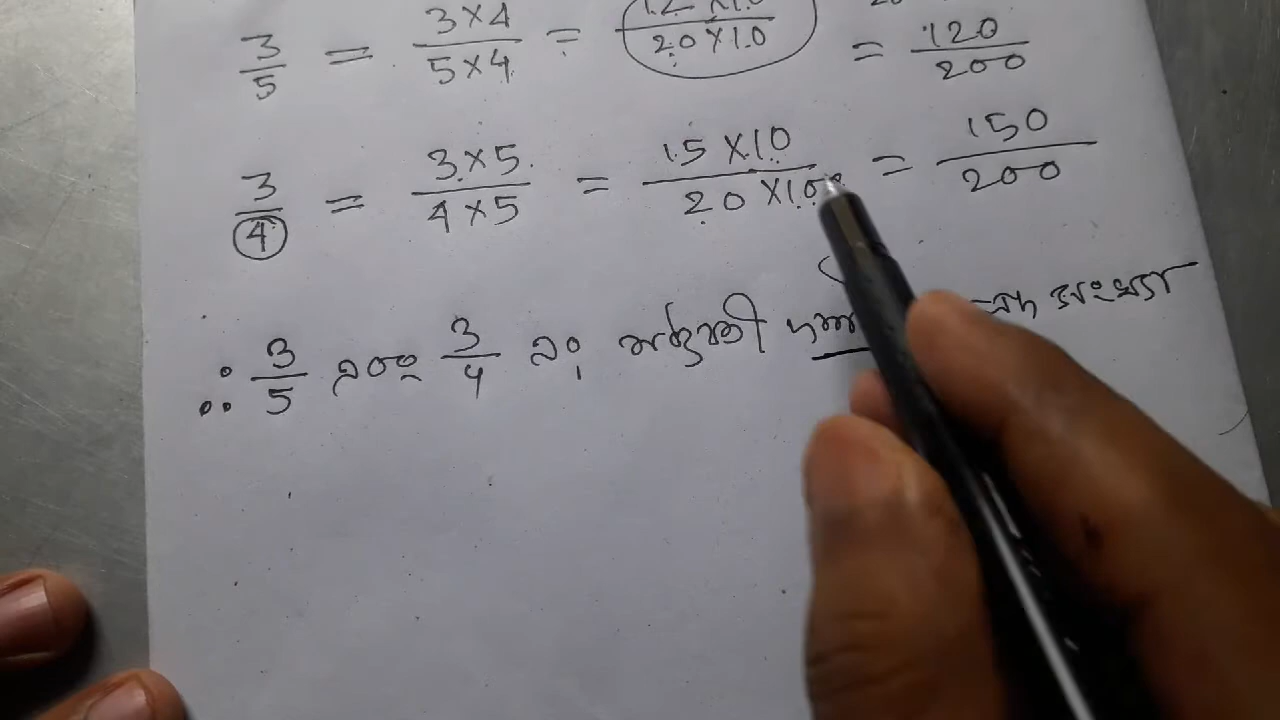 3/5 = 3×4/5×4 = 12×10/20×10 = 120/200
3/4 = 3×5/4×5 = 15×10/20×10 = 150/200
∴ 3/5 এবং 3/4 এর মধ্যবর্তী